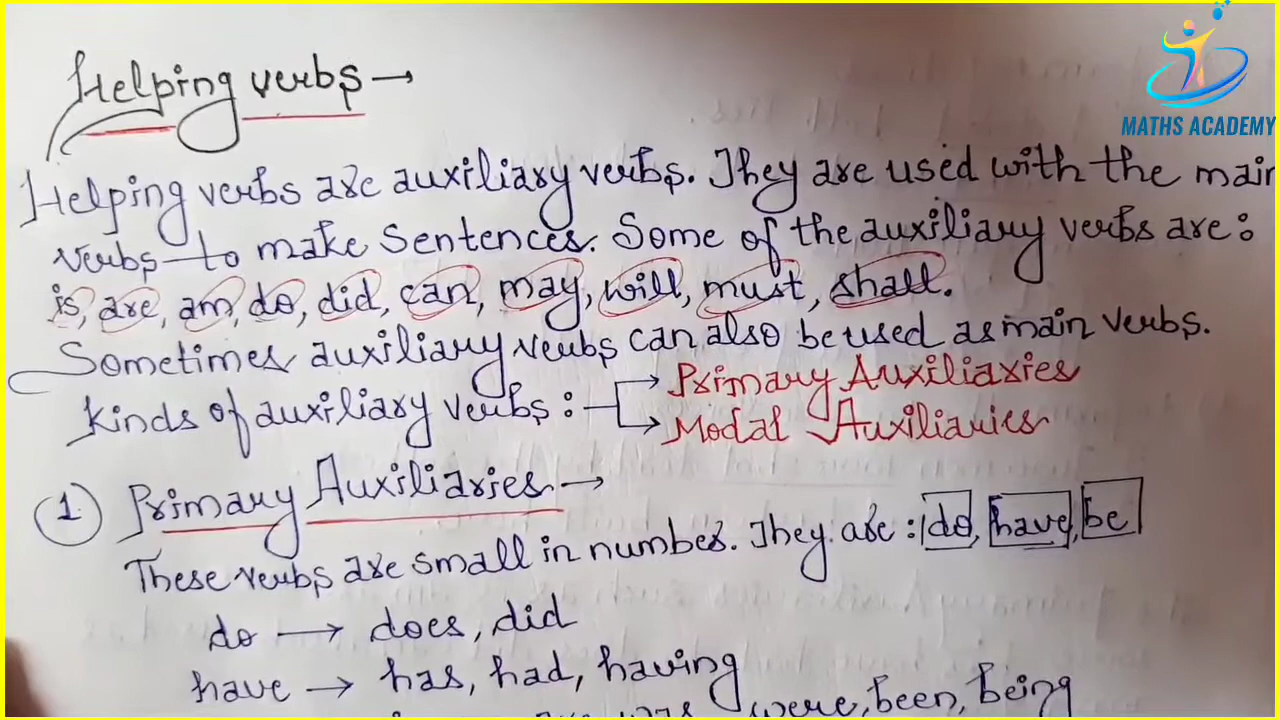 Helping verbs →
MATHS ACADEMY
Helping verbs are auxiliary verbs. They are used with the main
verbs to make sentences. Some of the auxiliary verbs are:
is, are, am, do, did, can, may, will, must, shall.
Sometimes auxiliary verbs can also be used as main verbs.
Kinds of auxiliary verbs: → Primary Auxiliaries
→ Modal Auxiliaries
1. Primary Auxiliaries →
These verbs are small in number. They are: do, have, be
do → does, did
have → has, had, having
were, been, being